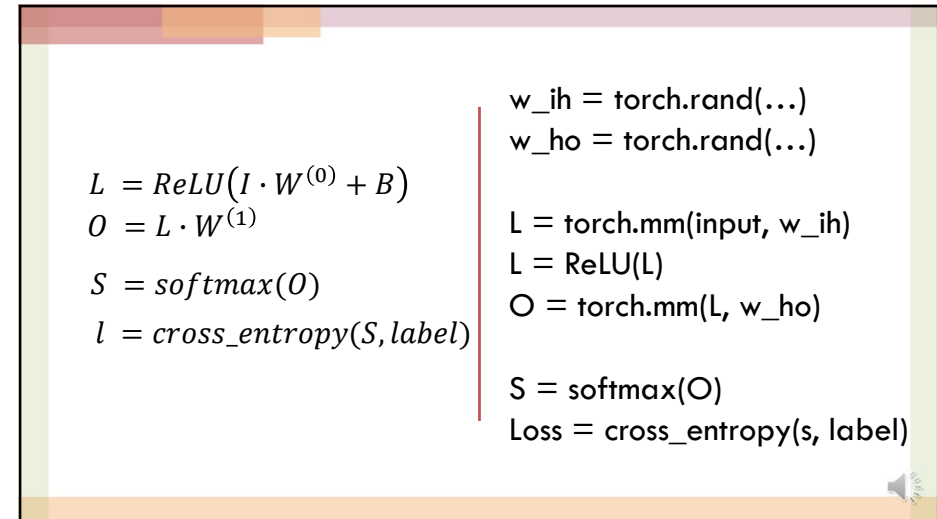 L = ReLU(I · W^(0) + B)
O = L · W^(1)
S = softmax(O)
l = cross_entropy(S, label)
w_ih = torch.rand(…)
w_ho = torch.rand(…)
L = torch.mm(input, w_ih)
L = ReLU(L)
O = torch.mm(L, w_ho)
S = softmax(O)
Loss = cross_entropy(s, label)